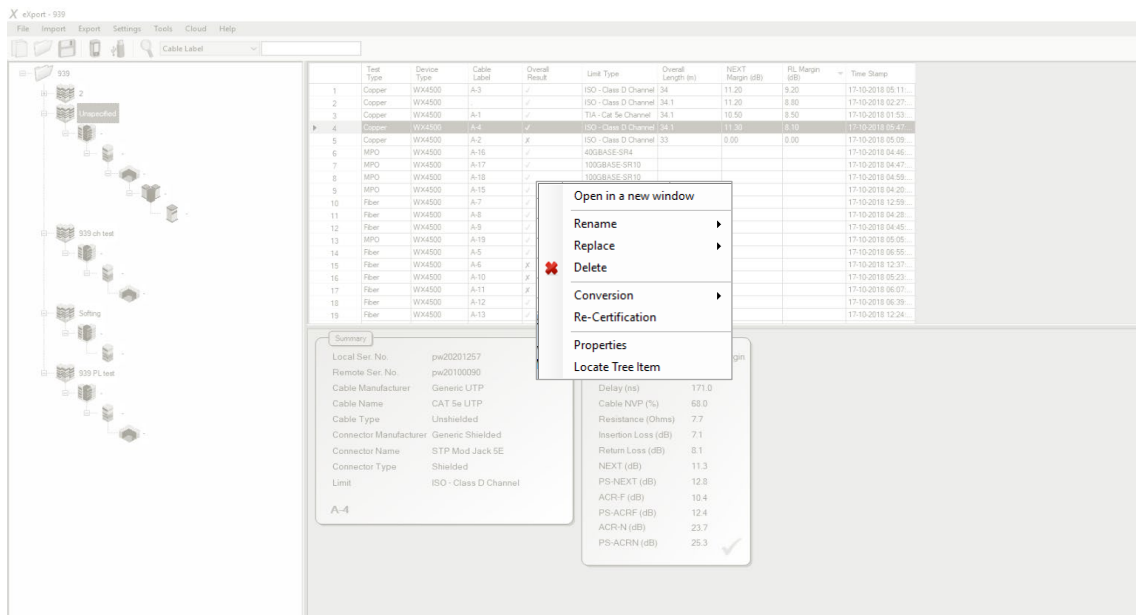 eXport - 939
File Import Export Settings Tools Cloud Help
Cable Label
939
2
Unspecified
939 ch test
Softing
939 PL test
Test Type Device Type Cable Label Overall Result Limit Type Overall Length (n) NEXT Margin (dB) RL Margin (dB) Time Stamp
1 Copper WX4500 A-3 ✓ ISO - Class D Channel 34 11.20 9.20 17-10-2018 05:11:...
2 Copper WX4500 ✓ ISO - Class D Channel 34.1 11.20 8.80 17-10-2018 02:27:...
3 Copper WX4500 A-1 ✓ TIA - Cat 5e Channel 34.1 10.50 8.50 17-10-2018 01:53:...
4 Copper WX4500 A-4 ✓ ISO - Class D Channel 34.1 11.30 8.10 17-10-2018 05:47:...
5 Copper WX4500 A-2 ✗ ISO - Class D Channel 33 0.00 0.00 17-10-2018 05:09:...
6 MPO WX4500 A-16 ✓ 40GBASE-SR4 17-10-2018 04:46:...
7 MPO WX4500 A-17 ✓ 100GBASE-SR10 17-10-2018 04:47:...
8 MPO WX4500 A-18 ✓ 100GBASE-SR10 17-10-2018 04:59:...
9 MPO WX4500 A-15 ✓ 17-10-2018 04:20:...
10 Fiber WX4500 A-7 ✓ 17-10-2018 12:59:...
11 Fiber WX4500 A-8 ✓ 17-10-2018 04:28:...
12 Fiber WX4500 A-9 ✓ 17-10-2018 04:45:...
13 MPO WX4500 A-19 ✓ 17-10-2018 05:05:...
14 Fiber WX4500 A-5 ✓ 17-10-2018 06:55:...
15 Fiber WX4500 A-6 ✗ 17-10-2018 12:37:...
16 Fiber WX4500 A-10 ✗ 17-10-2018 05:23:...
17 Fiber WX4500 A-11 ✗ 17-10-2018 06:07:...
18 Fiber WX4500 A-12 ✓ 17-10-2018 06:39:...
19 Fiber WX4500 A-13 ✓ 17-10-2018 12:24:...
Open in a new window
Rename
Replace
Delete
Conversion
Re-Certification
Properties
Locate Tree Item
Summary
Local Ser. No. pw20201257
Remote Ser. No. pw20100090
Cable Manufacturer Generic UTP
Cable Name CAT 5e UTP
Cable Type Unshielded
Connector Manufacturer Generic Shielded
Connector Name STP Mod Jack 5E
Connector Type Shielded
Limit ISO - Class D Channel
A-4
Delay (ns) 171.0
Cable NVP (%) 68.0
Resistance (Ohms) 7.7
Insertion Loss (dB) 7.1
Return Loss (dB) 8.1
NEXT (dB) 11.3
PS-NEXT (dB) 12.8
ACR-F (dB) 10.4
PS-ACRF (dB) 12.4
ACR-N (dB) 23.7
PS-ACRN (dB) 25.3